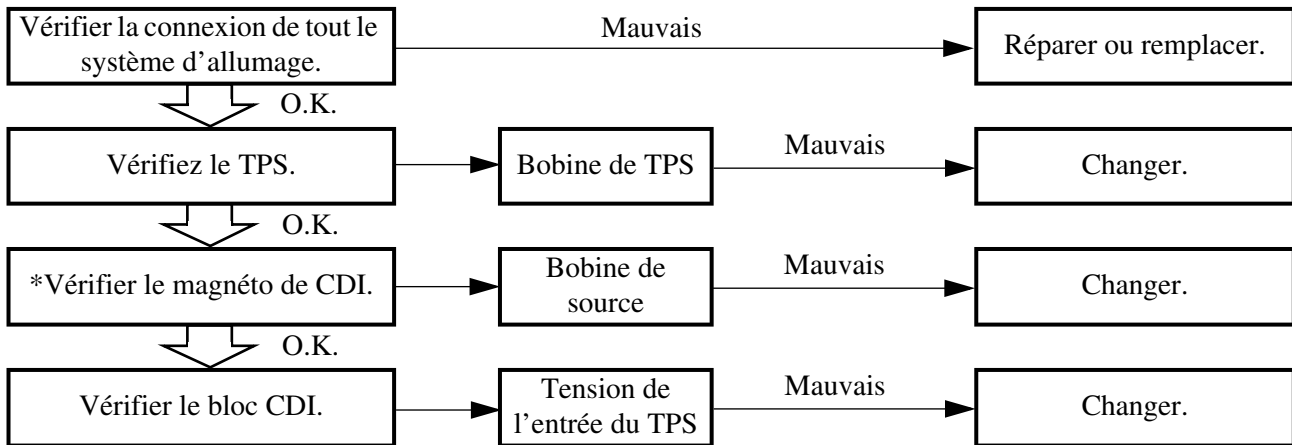 Vérifier la connexion de tout le
système d'allumage.
Mauvais
Réparer ou remplacer.
O.K.
Vérifiez le TPS.
Bobine de TPS
Mauvais
Changer.
O.K.
*Vérifier le magnéto de CDI.
Bobine de
source
Mauvais
Changer.
O.K.
Vérifier le bloc CDI.
Tension de
l'entrée du TPS
Mauvais
Changer.